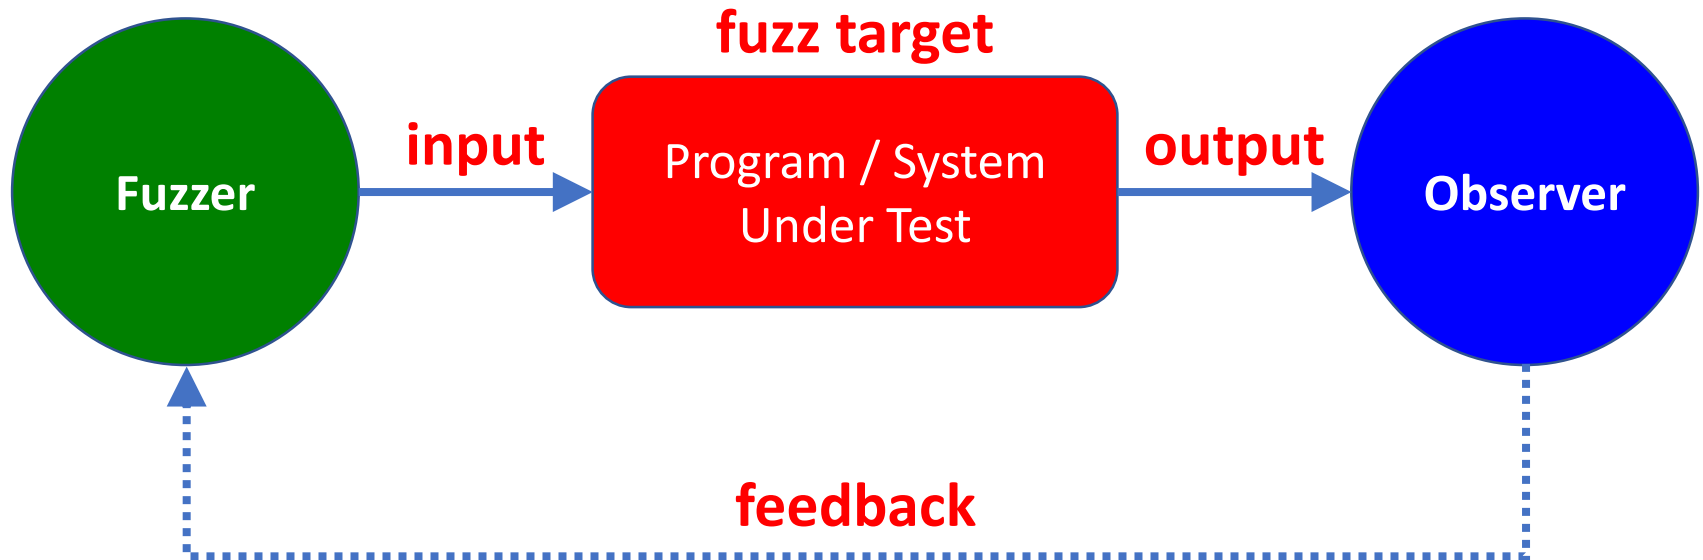 fuzz target
input
Program / System
Under Test
output
Fuzzer
Observer
feedback